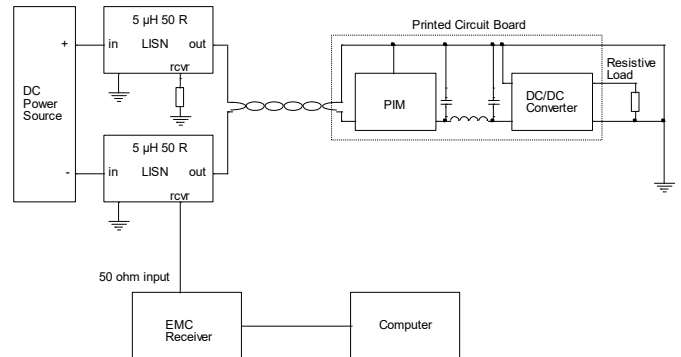 Printed Circuit Board
5 µH 50 R
in
LISN
out
rcvr
+
DC
Power
Source
-
5 µH 50 R
in
LISN
out
rcvr
PIM
DC/DC
Converter
Resistive
Load
50 ohm input
EMC
Receiver
Computer